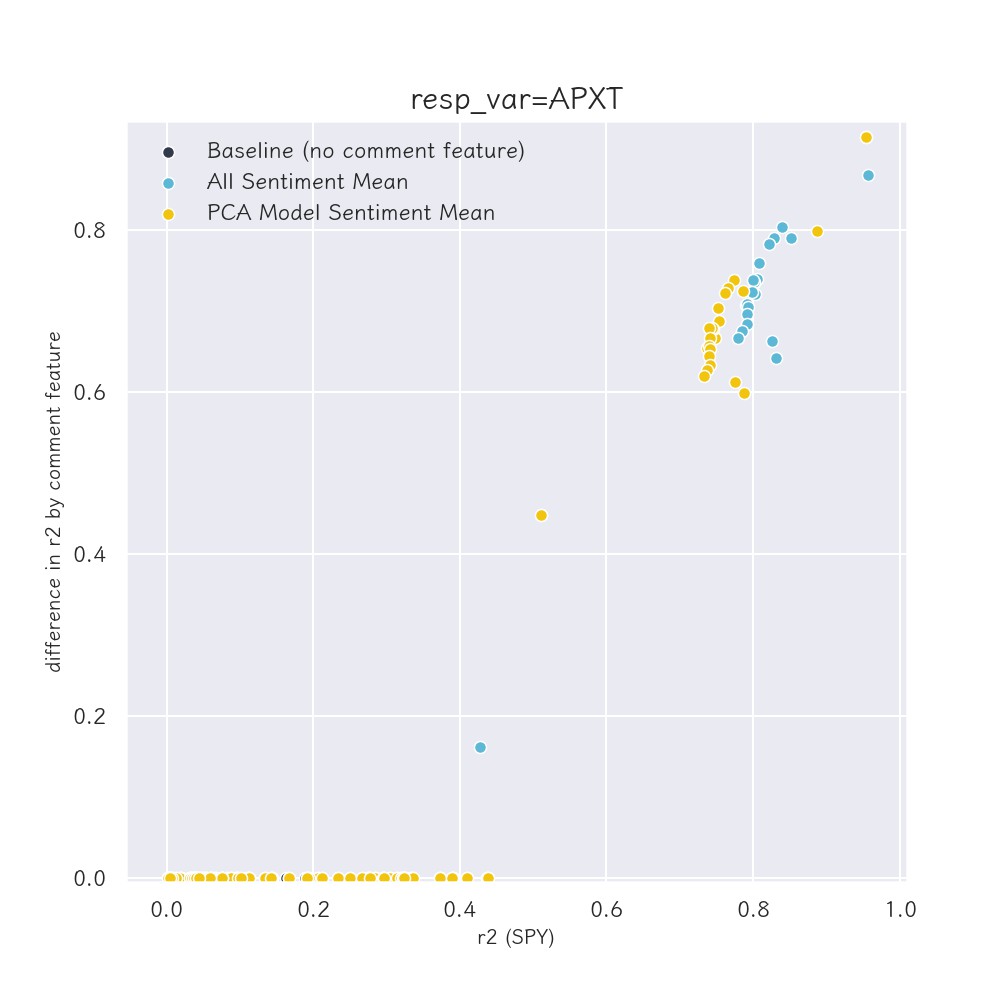 resp_var=APXT
Baseline (no comment feature)
All Sentiment Mean
PCA Model Sentiment Mean
difference in r2 by comment feature
0.8
0.6
0.4
0.2
0.0
0.0 0.2 0.4 0.6 0.8 1.0
r2 (SPY)